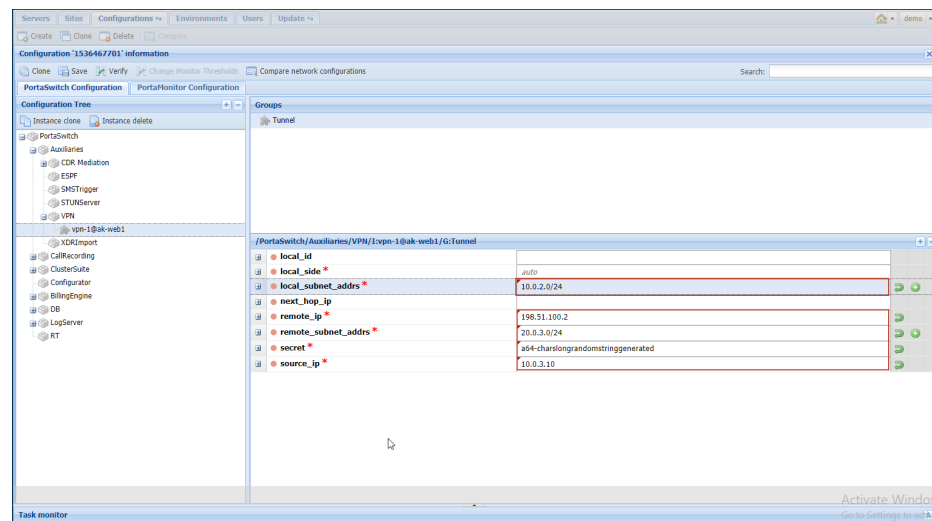 Servers Sites Configurations Environments Users Update demo
Create Clone Delete Compare
Configuration '1536467701' information
Clone Save Verify Change Monitor Thresholds Compare network configurations Search:
PortaSwitch Configuration PortaMonitor Configuration
Configuration Tree
Groups
Instance clone Instance delete
Tunnel
PortaSwitch
Auxiliaries
CDR Mediation
ESPF
SMSTrigger
STUNServer
VPN
vpn-1@ak-web1
XDRImport
CallRecording
ClusterSuite
Configurator
BillingEngine
DB
LogServer
RT
/PortaSwitch/Auxiliaries/VPN/I:vpn-1@ak-web1/G:Tunnel
local_id
local_side * auto
local_subnet_addrs * 10.0.2.0/24
next_hop_ip
remote_ip * 198.51.100.2
remote_subnet_addrs * 20.0.3.0/24
secret * a64-charslongrandomstringgenerated
source_ip * 10.0.3.10
Activate Windo
Go to Settings to
Task monitor